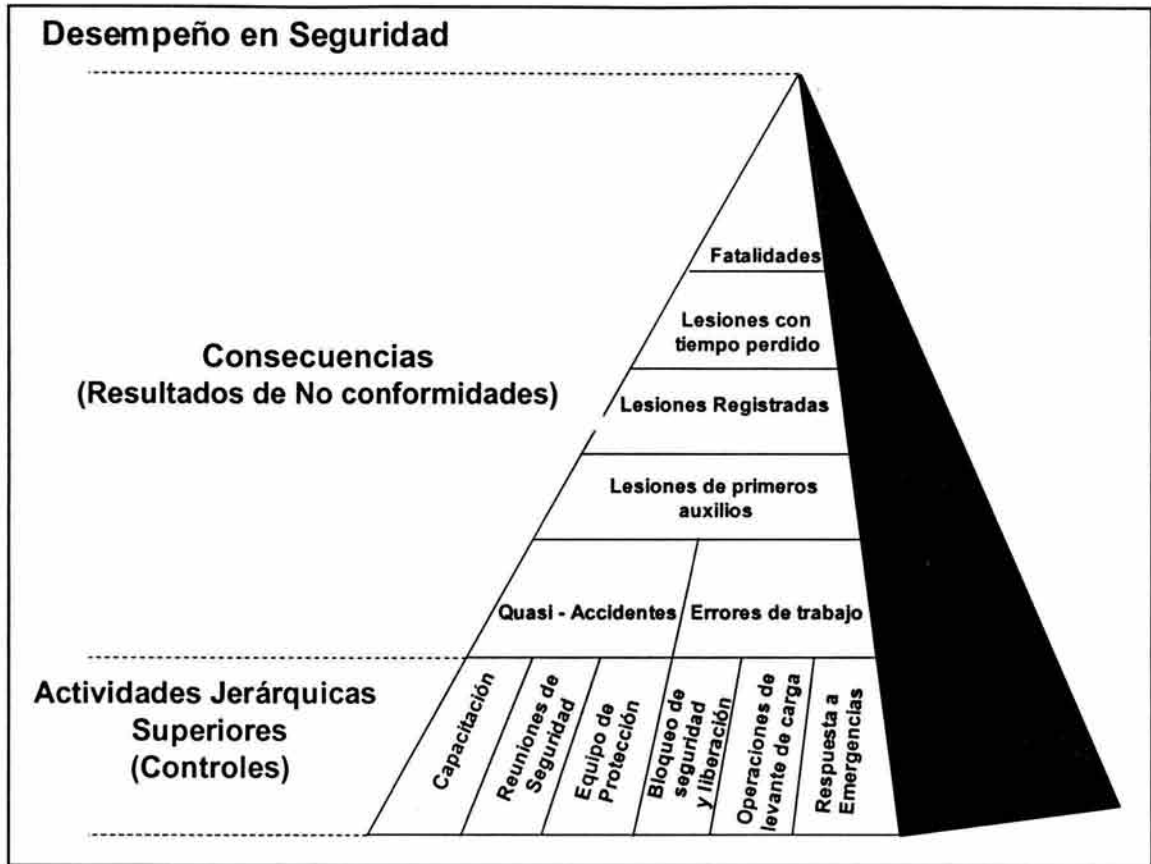 Desempeño en Seguridad
Fatalidades
Lesiones con
tiempo perdido
Consecuencias
(Resultados de No conformidades)
Lesiones Registradas
Lesiones de primeros
auxilios
Quasi - Accidentes
Errores de trabajo
Actividades Jerárquicas
Superiores
(Controles)
Capacitación
Reuniones de
Seguridad
Equipo de
Protección
Bloqueo de
seguridad
y liberación
Operaciones de
levante de carga
Respuesta a
Emergencias